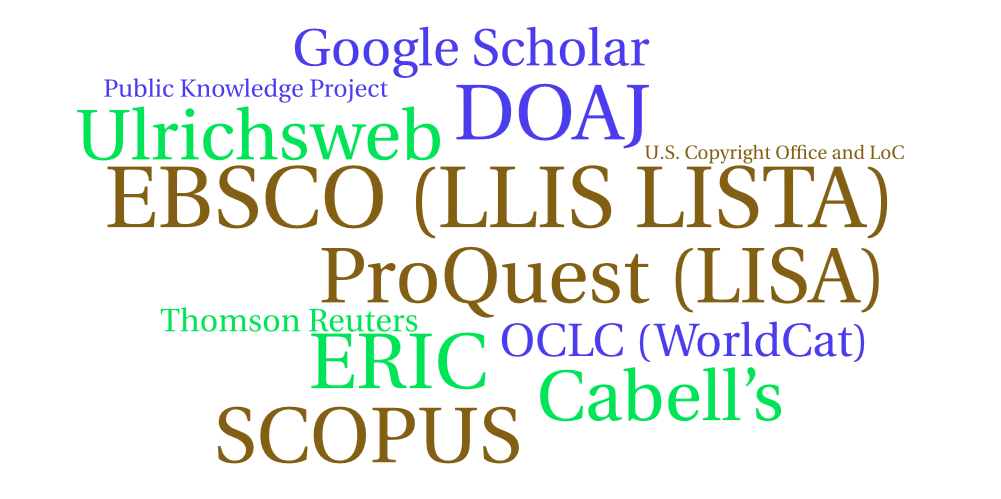 Google Scholar
Public Knowledge Project
DOAJ
Ulrichsweb
U.S. Copyright Office and LoC
EBSCO (LLIS LISTA)
ProQuest (LISA)
Thomson Reuters
OCLC (WorldCat)
ERIC
Cabell’s
SCOPUS